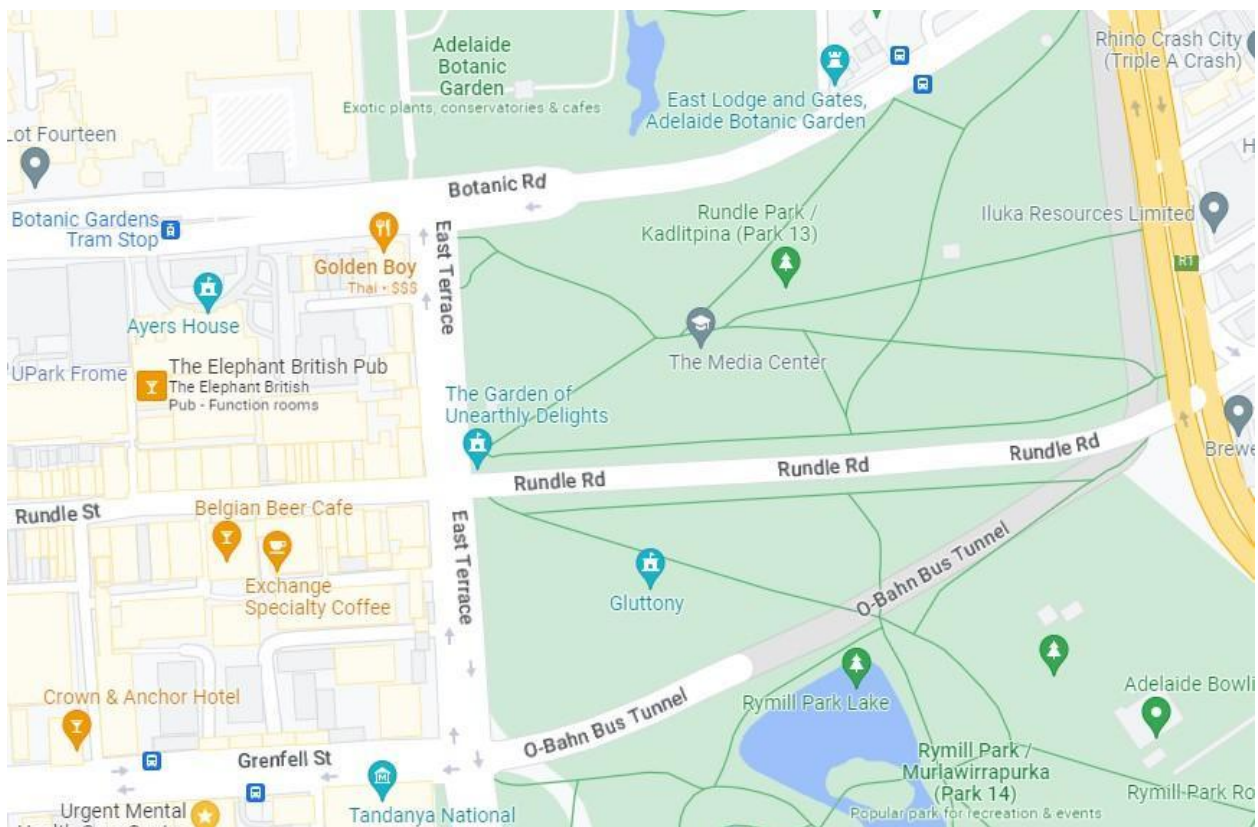 Adelaide
Botanic
Garden
Exotic plants, conservatories & cafes
East Lodge and Gates,
Adelaide Botanic Garden
Rhino Crash City
(Triple A Crash)
Lot Fourteen
Botanic Rd
Botanic Gardens
Tram Stop
Golden Boy
Thai • $$$
East Terrace
Rundle Park /
Kadlitpina (Park 13)
Iluka Resources Limited
R1
H
Ayers House
UPark Frome
The Elephant British Pub
The Elephant British
Pub - Function rooms
The Media Center
The Garden of
Unearthly Delights
Rundle Rd
Rundle Rd
Rundle Rd
Brewe
Rundle St
Belgian Beer Cafe
Exchange
Specialty Coffee
East Terrace
Gluttony
O-Bahn Bus Tunnel
Crown & Anchor Hotel
Rymill Park Lake
Adelaide Bowli
O-Bahn Bus Tunnel
Grenfell St
Rymill Park /
Murlawirrapurka
(Park 14)
Popular park for recreation & events
Rymill Park Ro
Tandanya National
Urgent Mental